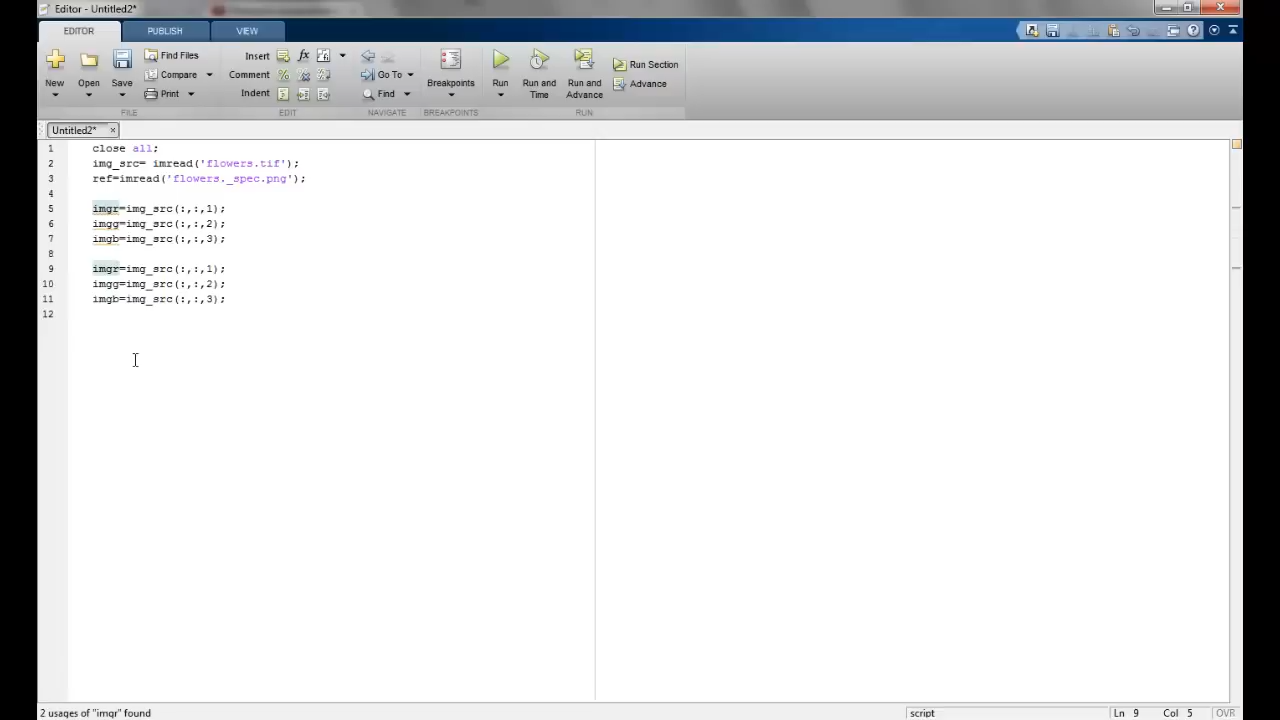 Editor - Untitled2*
EDITOR PUBLISH VIEW
Find Files Insert Run Section
Compare Comment Go To Advance
New Open Save Print Indent Find Breakpoints Run Run and Time Run and Advance
FILE EDIT NAVIGATE BREAKPOINTS RUN
Untitled2* ×
1 close all;
2 img_src= imread('flowers.tif');
3 ref=imread('flowers._spec.png');
4
5 imgr=img_src(:,:,1);
6 imgg=img_src(:,:,2);
7 imgb=img_src(:,:,3);
8
9 imgr=img_src(:,:,1);
10 imgg=img_src(:,:,2);
11 imgb=img_src(:,:,3);
12
2 usages of "imgr" found script Ln 9 Col 5 OVR